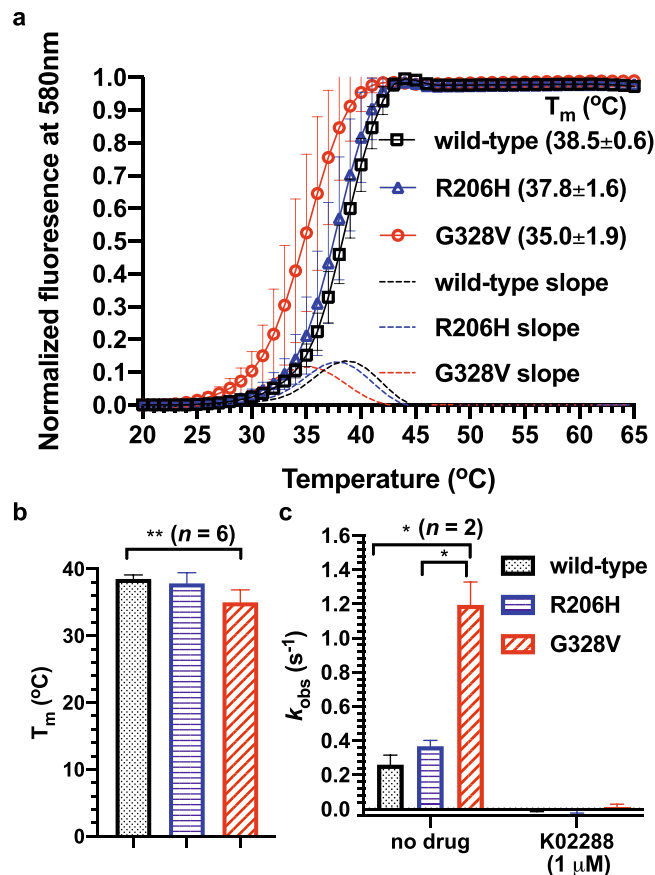 a
Normalized fluoresence at 580nm
1.0
0.9
0.8
0.7
0.6
0.5
0.4
0.3
0.2
0.1
0.0
20 25 30 35 40 45 50 55 60 65
Temperature (°C)
Tm (°C)
wild-type (38.5±0.6)
R206H (37.8±1.6)
G328V (35.0±1.9)
wild-type slope
R206H slope
G328V slope
b
** (n = 6)
Tm (°C)
40
20
0
c
* (n = 2)
*
kobs (s-1)
1.6
1.4
1.2
1.0
0.8
0.6
0.4
0.2
0.0
no drug
K02288
(1 μM)
wild-type
R206H
G328V